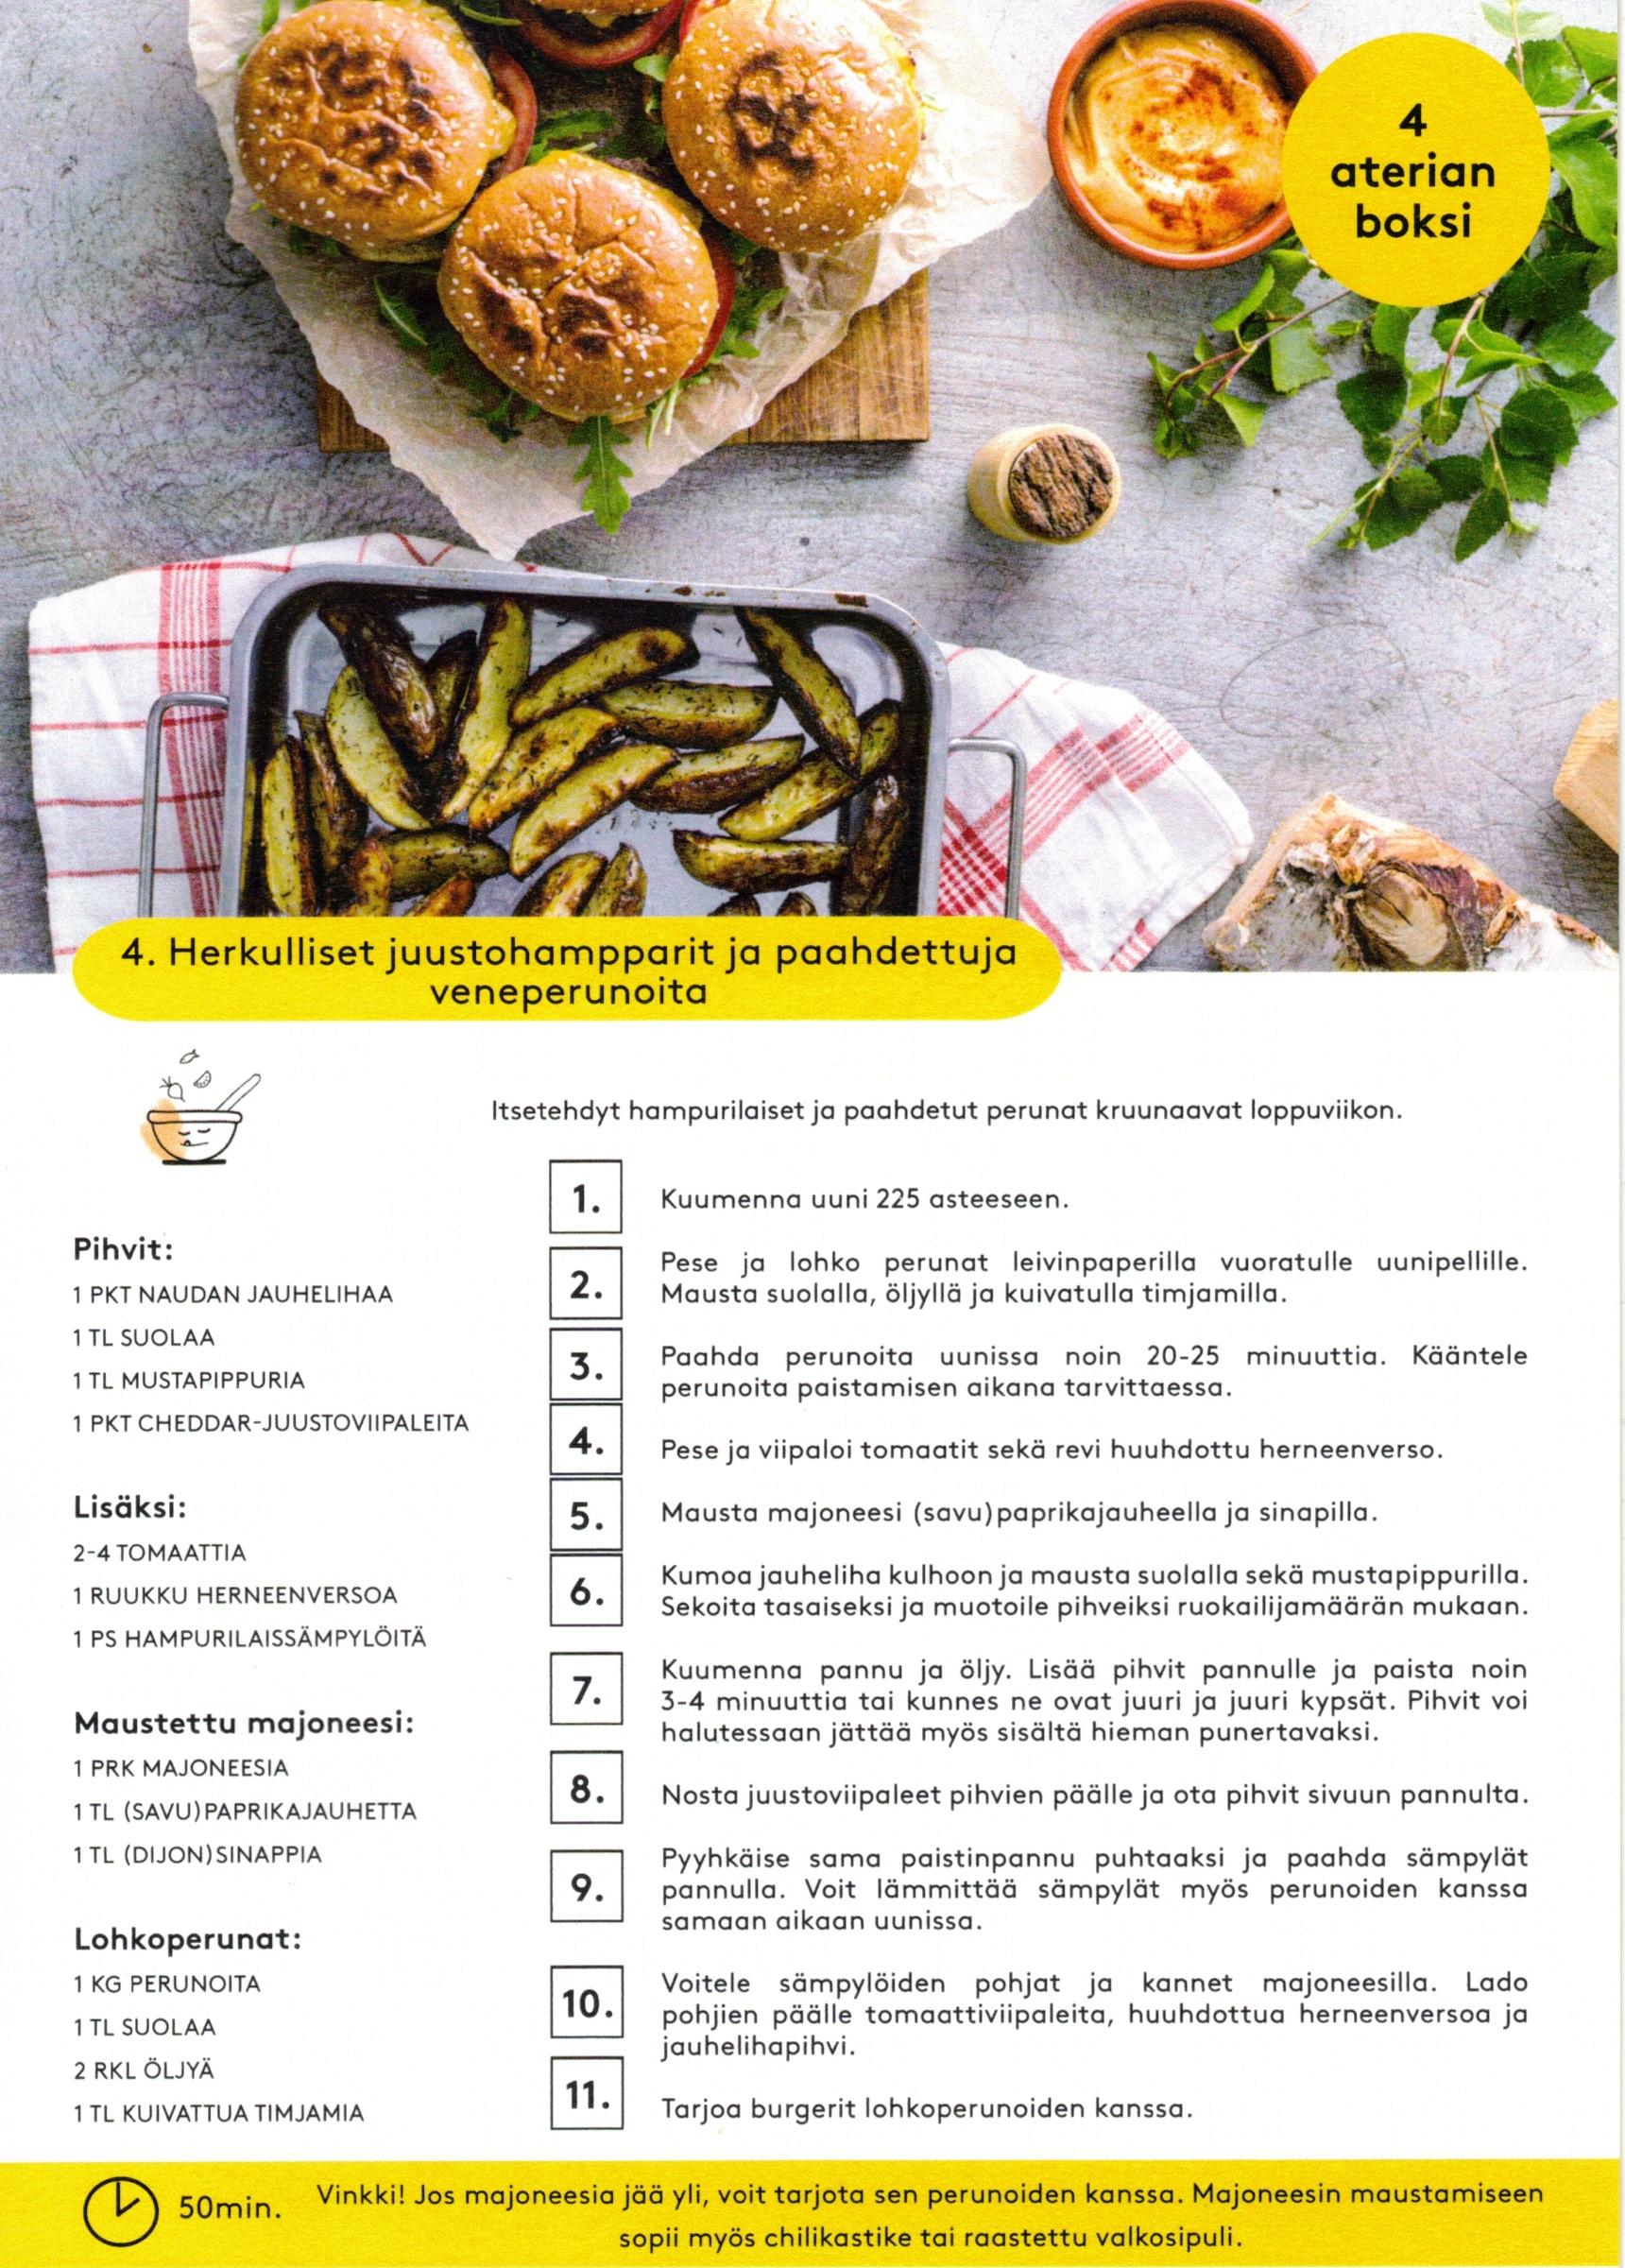 4
aterian
boksi
4. Herkulliset juustohampparit ja paahdettuja
veneperunoita
Itsetehdyt hampurilaiset ja paahdetut perunat kruunaavat loppuviikon.
Pihvit:
1 PKT NAUDAN JAUHELIHAA
1 TL SUOLAA
1 TL MUSTAPIPPURIA
1 PKT CHEDDAR-JUUSTOVIIPALEITA
Lisäksi:
2-4 TOMAATTIA
1 RUUKKU HERNEENVERSOA
1 PS HAMPURILAISSÄMPYLÖITÄ
Maustettu majoneesi:
1 PRK MAJONEESIA
1 TL (SAVU)PAPRIKAJAUHETTA
1 TL (DIJON)SINAPPIA
Lohkoperunat:
1 KG PERUNOITA
1 TL SUOLAA
2 RKL ÖLJYÄ
1 TL KUIVATTUA TIMJAMIA
1. Kuumenna uuni 225 asteeseen.
2. Pese ja lohko perunat leivinpaperilla vuoratulle uunipellille.
Mausta suolalla, öljyllä ja kuivatulla timjamilla.
3. Paahda perunoita uunissa noin 20-25 minuuttia. Kääntele
perunoita paistamisen aikana tarvittaessa.
4. Pese ja viipaloi tomaatit sekä revi huuhdottu herneenverso.
5. Mausta majoneesi (savu)paprikajauheella ja sinapilla.
6. Kumoa jauheliha kulhoon ja mausta suolalla sekä mustapippurilla.
Sekoita tasaiseksi ja muotoile pihveiksi ruokailijamäärän mukaan.
7. Kuumenna pannu ja öljy. Lisää pihvit pannulle ja paista noin
3-4 minuuttia tai kunnes ne ovat juuri ja juuri kypsät. Pihvit voi
halutessaan jättää myös sisältä hieman punertavaksi.
8. Nosta juustoviipaleet pihvien päälle ja ota pihvit sivuun pannulta.
9. Pyyhkäise sama paistinpannu puhtaaksi ja paahda sämpylät
pannulla. Voit lämmittää sämpylät myös perunoiden kanssa
samaan aikaan uunissa.
10. Voitele sämpylöiden pohjat ja kannet majoneesilla. Lado
pohjien päälle tomaattiviipaleita, huuhdottua herneenversoa ja
jauhelihapihvi.
11. Tarjoa burgerit lohkoperunoiden kanssa.
50min.
Vinkki! Jos majoneesia jää yli, voit tarjota sen perunoiden kanssa. Majoneesin maustamiseen
sopii myös chilikastike tai raastettu valkosipuli.